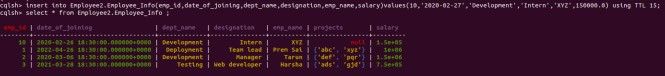 cqlsh> insert into Employee2.Employee_Info(emp_id,date_of_joining,dept_name,designation,emp_name,salary)values(10,'2020-02-27','Development','Intern','XYZ',150000.0) using TTL 15;
cqlsh> select * from Employee2.Employee_Info ;
emp_id | date_of_joining | dept_name | designation | emp_name | projects | salary
10 | 2020-02-26 18:30:00.000000+0000 | Development | Intern | XYZ | null | 1.5e+05
1 | 2022-04-26 18:30:00.000000+0000 | Deployment | Team lead | Prem Sai | {'abc', 'xyz'} | 1e+06
2 | 2020-03-06 18:30:00.000000+0000 | Development | Manager | Tarun | {'def', 'pqr'} | 1.5e+06
3 | 2021-03-28 18:30:00.000000+0000 | Testing | Web developer | Harsha | {'ads', 'gjd'} | 7.5e+05